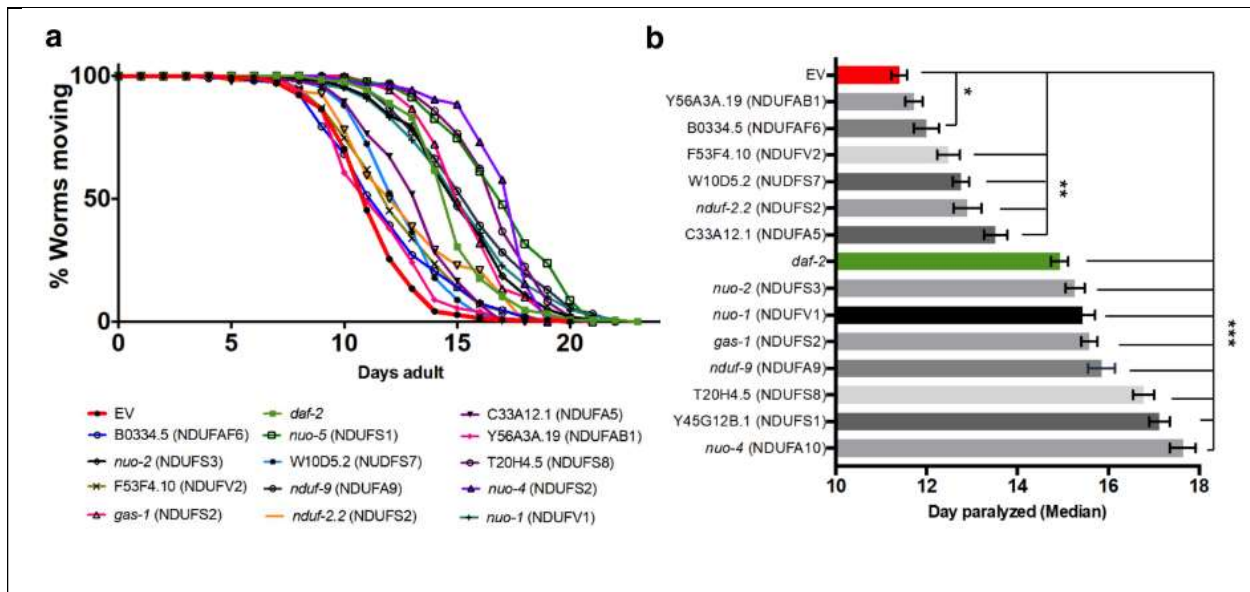 a
% Worms moving
100
50
0
0 5 10 15 20
Days adult
EV
B0334.5 (NDUFAF6)
nuo-2 (NDUFS3)
F53F4.10 (NDUFV2)
gas-1 (NDUFS2)
daf-2
nuo-5 (NDUFS1)
W10D5.2 (NUDFS7)
nduf-9 (NDUFA9)
nduf-2.2 (NDUFS2)
C33A12.1 (NDUFA5)
Y56A3A.19 (NDUFAB1)
T20H4.5 (NDUFS8)
nuo-4 (NDUFS2)
nuo-1 (NDUFV1)
b
EV
Y56A3A.19 (NDUFAB1)
B0334.5 (NDUFAF6)
F53F4.10 (NDUFV2)
W10D5.2 (NUDFS7)
nduf-2.2 (NDUFS2)
C33A12.1 (NDUFA5)
daf-2
nuo-2 (NDUFS3)
nuo-1 (NDUFV1)
gas-1 (NDUFS2)
nduf-9 (NDUFA9)
T20H4.5 (NDUFS8)
Y45G12B.1 (NDUFS1)
nuo-4 (NDUFA10)
*
**
***
10 12 14 16 18
Day paralyzed (Median)